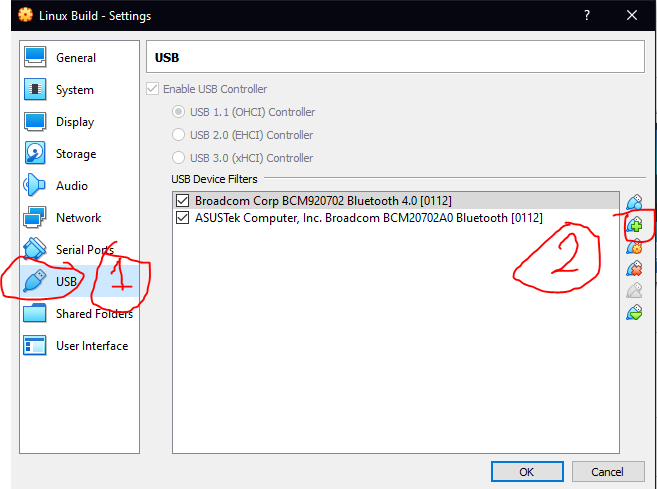 Linux Build - Settings
?
General
System
Display
Storage
Audio
Network
Serial Ports
USB
Shared Folders
User Interface
1
USB
Enable USB Controller
USB 1.1 (OHCI) Controller
USB 2.0 (EHCI) Controller
USB 3.0 (xHCI) Controller
USB Device Filters
Broadcom Corp BCM920702 Bluetooth 4.0 [0112]
ASUSTek Computer, Inc. Broadcom BCM20702A0 Bluetooth [0112]
2
OK
Cancel